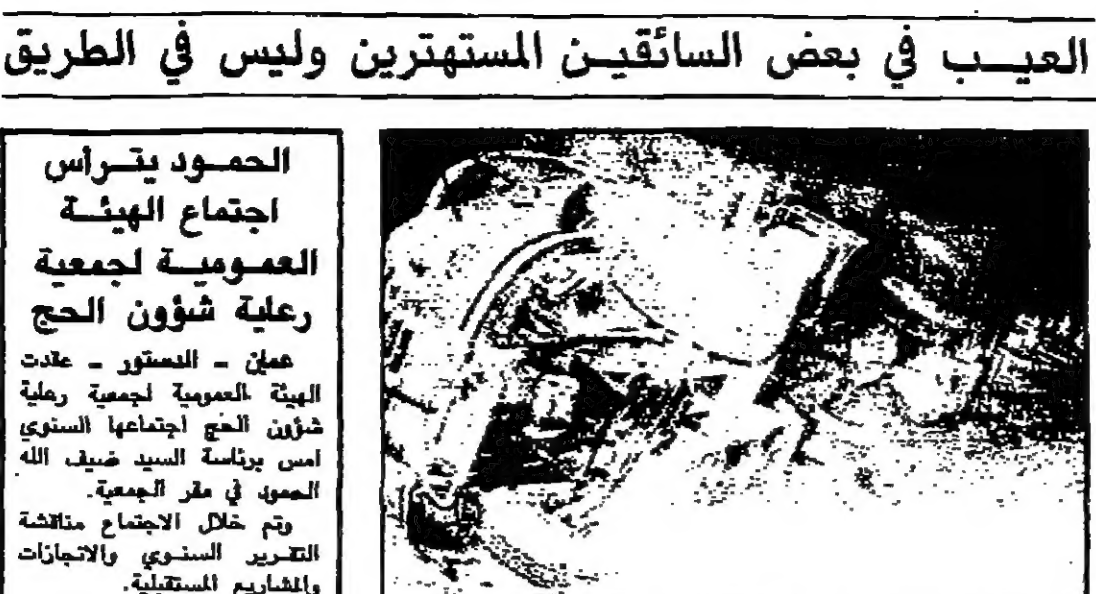 العيب في بعض السائقين المستهترين وليس في الطريق
الحمود يترأس
اجتماع الهيئة
العمومية لجمعية
رعاية شؤون الحج
عمان - الدستور - عقدت
الهيئة العمومية لجمعية رعاية
شؤون الحج اجتماعها السنوي
امس برئاسة السيد ضيف الله
الحمود في مقر الجمعية.
وتم خلال الاجتماع مناقشة
التقرير السنوي والانجازات
والمشاريع المستقبلية.